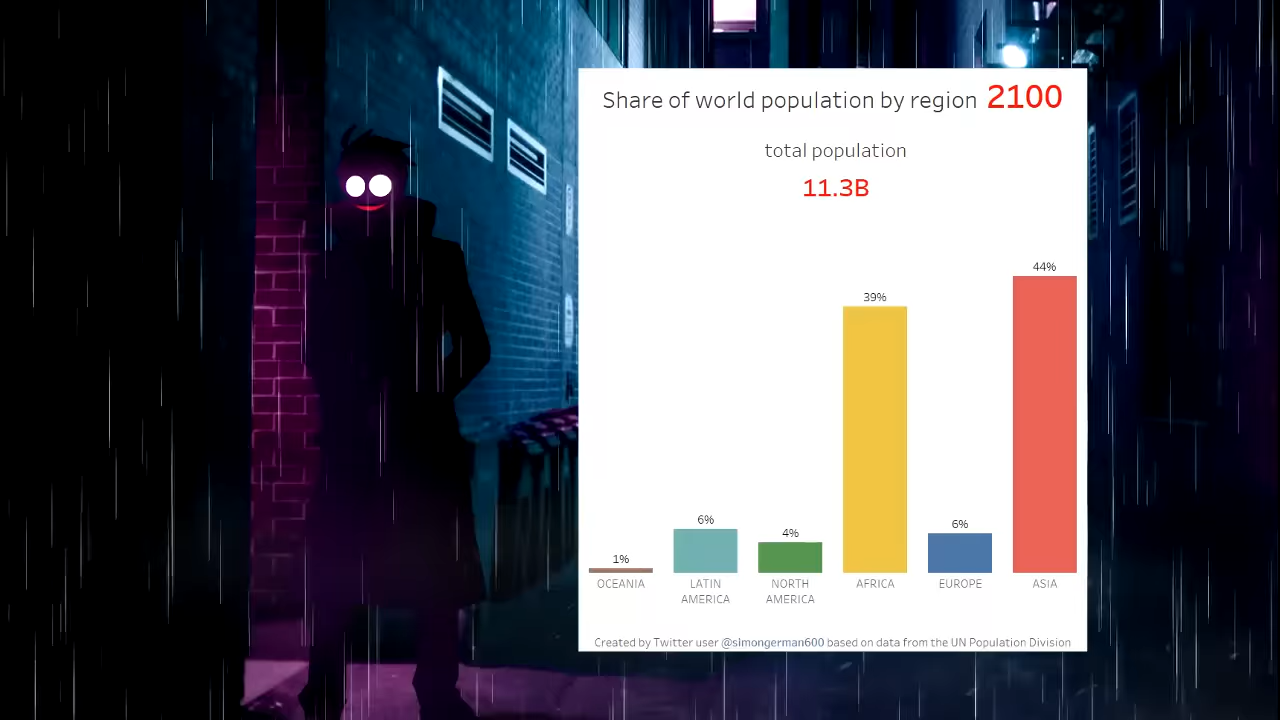 Share of world population by region 2100
total population
11.3B
44%
39%
6%
4%
6%
1%
OCEANIA
LATIN
AMERICA
NORTH
AMERICA
AFRICA
EUROPE
ASIA
Created by Twitter user @simongerman600 based on data from the UN Population Division